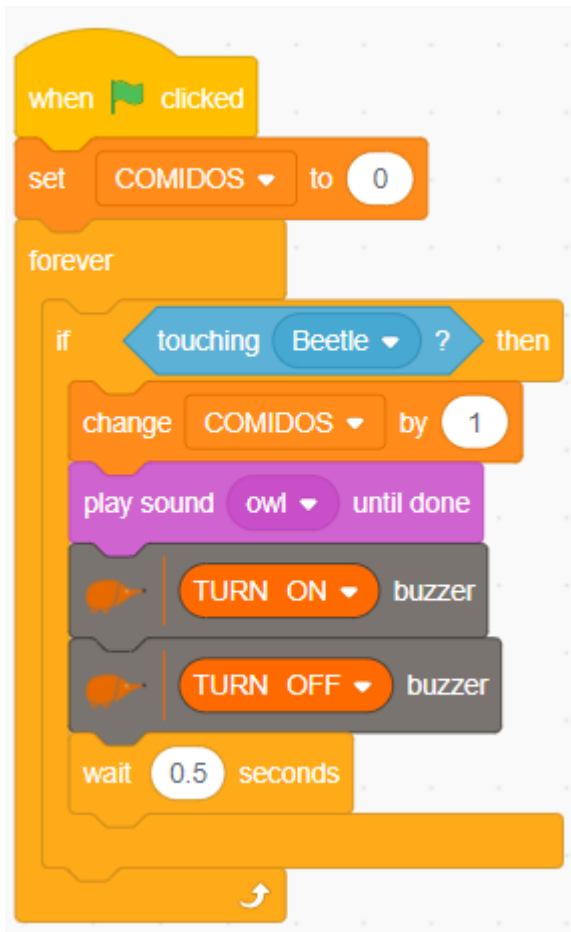 when clicked
set COMIDOS to 0
forever
if touching Beetle ? then
change COMIDOS by 1
play sound owl until done
TURN ON buzzer
TURN OFF buzzer
wait 0.5 seconds